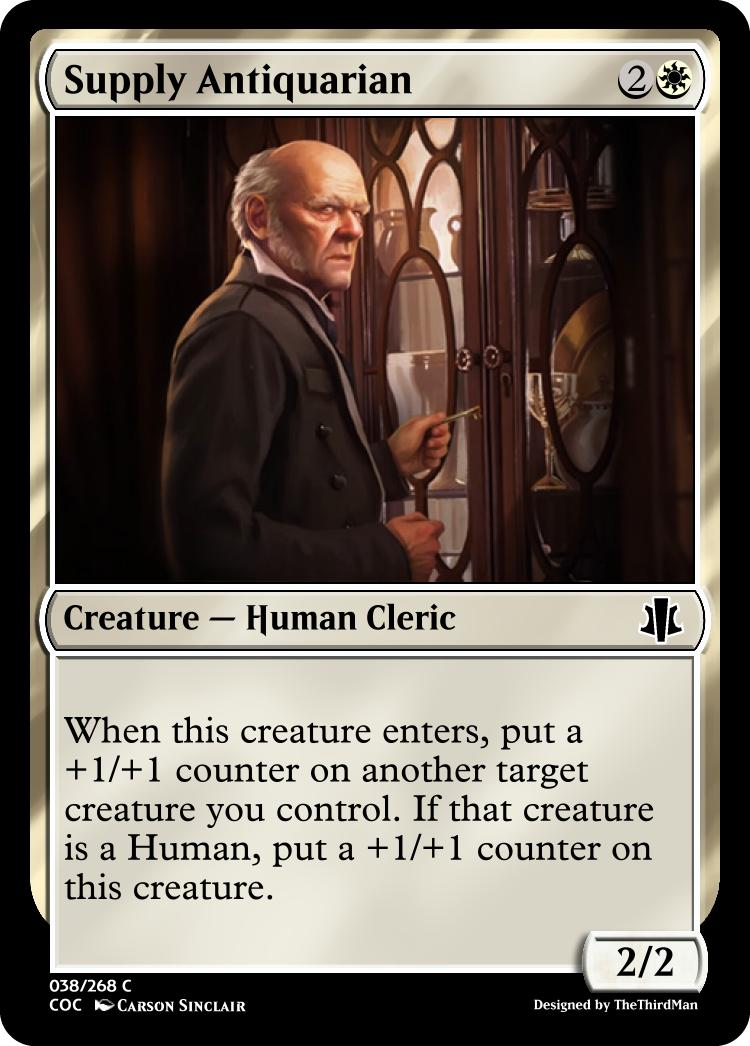 Supply Antiquarian 2
Creature — Human Cleric
When this creature enters, put a
+1/+1 counter on another target
creature you control. If that creature
is a Human, put a +1/+1 counter on
this creature.
2/2
038/268 C
COC Carson Sinclair
Designed by TheThirdMan